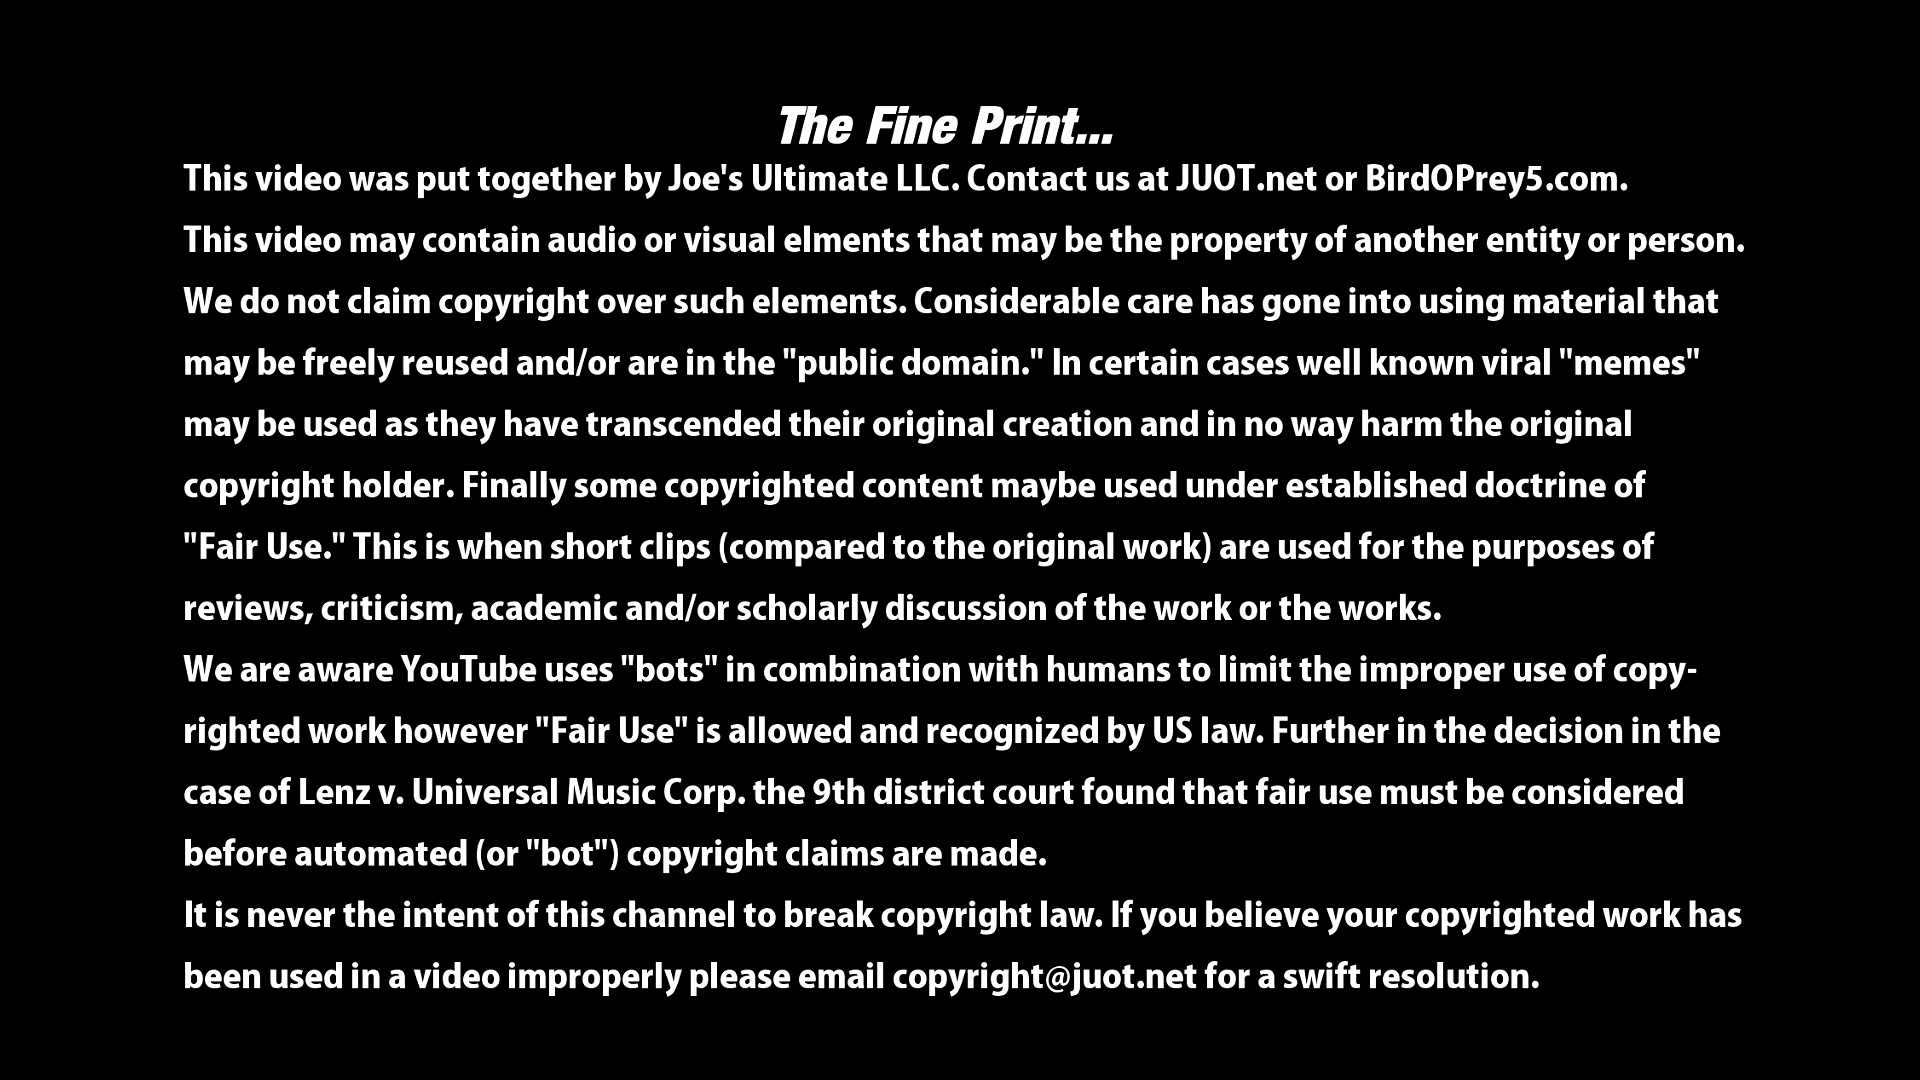 The Fine Print...
This video was put together by Joe's Ultimate LLC. Contact us at JUOT.net or BirdOPrey5.com.
This video may contain audio or visual elments that may be the property of another entity or person.
We do not claim copyright over such elements. Considerable care has gone into using material that
may be freely reused and/or are in the "public domain." In certain cases well known viral "memes"
may be used as they have transcended their original creation and in no way harm the original
copyright holder. Finally some copyrighted content maybe used under established doctrine of
"Fair Use." This is when short clips (compared to the original work) are used for the purposes of
reviews, criticism, academic and/or scholarly discussion of the work or the works.
We are aware YouTube uses "bots" in combination with humans to limit the improper use of copy-
righted work however "Fair Use" is allowed and recognized by US law. Further in the decision in the
case of Lenz v. Universal Music Corp. the 9th district court found that fair use must be considered
before automated (or "bot") copyright claims are made.
It is never the intent of this channel to break copyright law. If you believe your copyrighted work has
been used in a video improperly please email copyright@juot.net for a swift resolution.